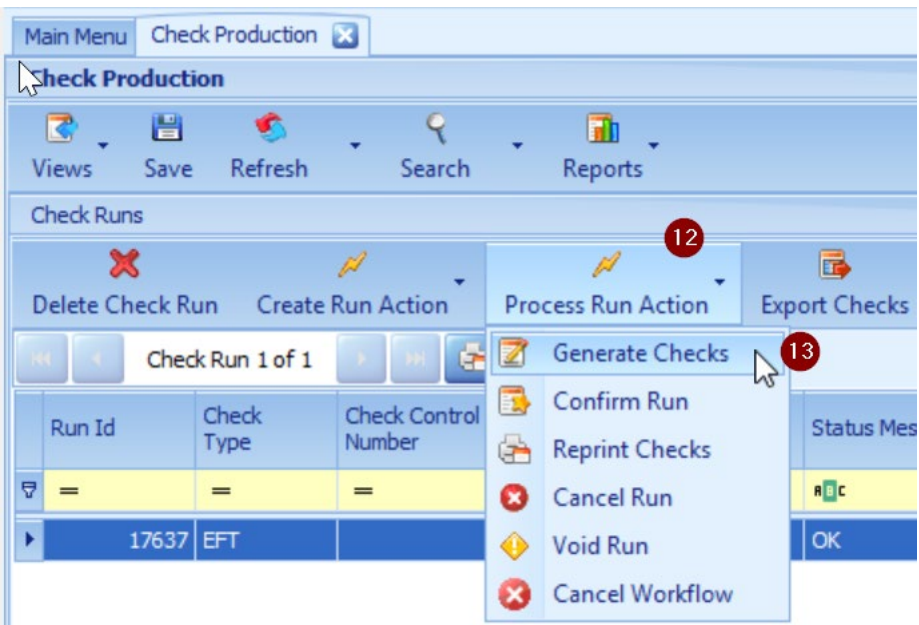 Main Menu Check Production
Check Production
Views Save Refresh Search Reports
Check Runs
12
Delete Check Run Create Run Action Process Run Action Export Checks
Check Run 1 of 1
Generate Checks 13
Confirm Run
Reprint Checks
Cancel Run
Void Run
Cancel Workflow
Run Id Check Type Check Control Number Status Mes
= = = ABC
17637 EFT OK